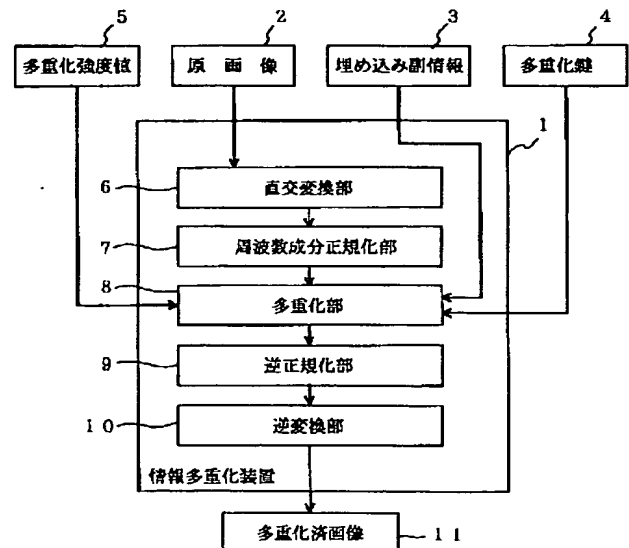 5
2
3
4
多重化強度値
原 画 像
埋め込み副情報
多重化鍵
1
6
直交変換部
7
周波数成分正規化部
8
多重化部
9
逆正規化部
10
逆変換部
情報多重化装置
多重化済画像
11